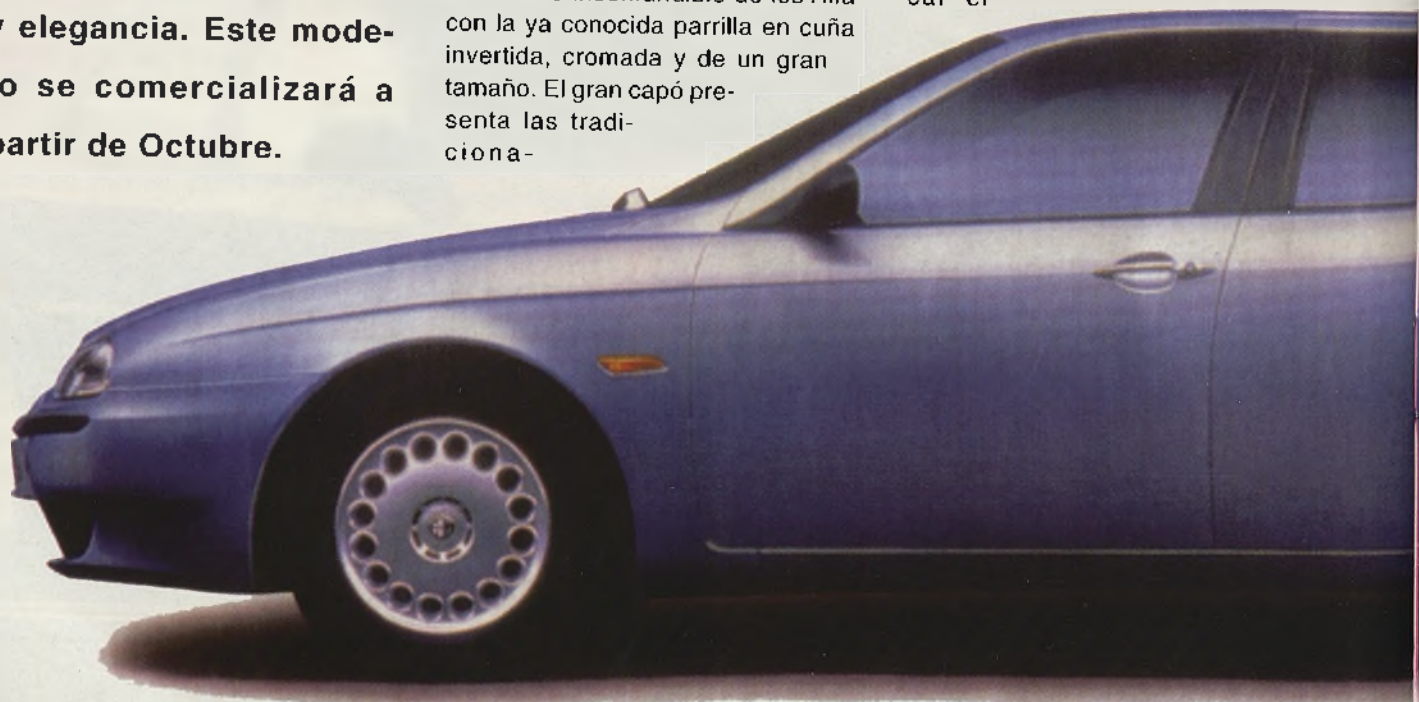 y elegancia. Este mode-
o se comercializará a
partir de Octubre.
con la ya conocida parrilla en cuña
invertida, cromada y de un gran
tamaño. El gran capó pre-
senta las tradi-
ciona-